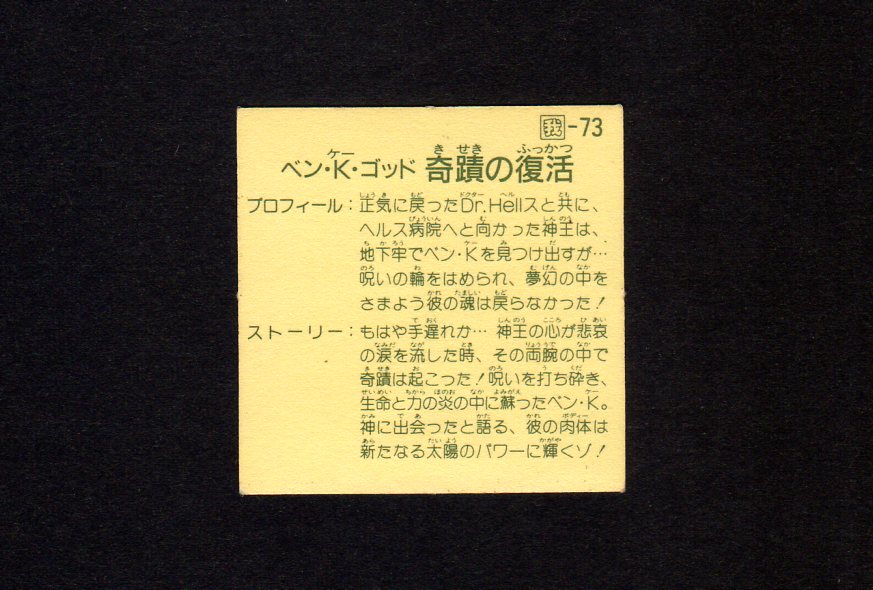 我-73
ベン・K・ゴッド 奇蹟の復活
プロフィール：正気に戻ったDr.Hellスと共に、
ヘルス病院へと向かった神王は、
地下牢でベン・Kを見つけ出すが…
呪いの輪をはめられ、夢幻の中を
さまよう彼の魂は戻らなかった！
ストーリー：もはや手遅れか… 神王の心が悲哀
の涙を流した時、その両腕の中で
奇蹟は起こった！呪いを打ち砕き、
生命と力の炎の中に蘇ったベン・K。
神に出会ったと語る、彼の肉体は
新たなる太陽のパワーに輝くゾ！